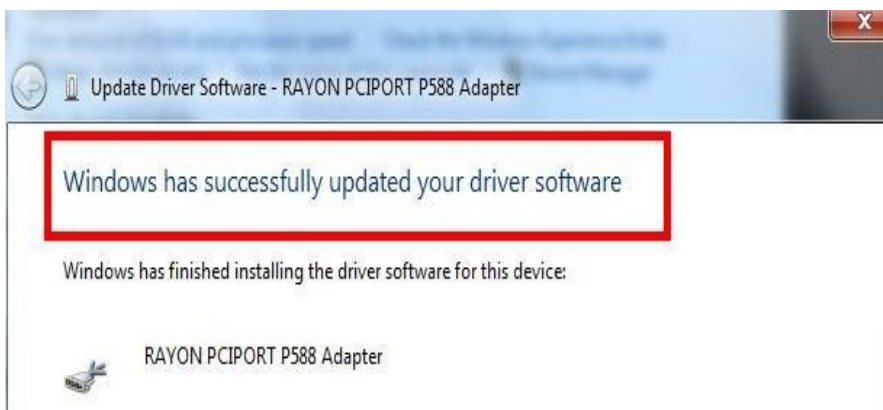 Update Driver Software - RAYON PCIPORT P588 Adapter
Windows has successfully updated your driver software
Windows has finished installing the driver software for this device:
RAYON PCIPORT P588 Adapter